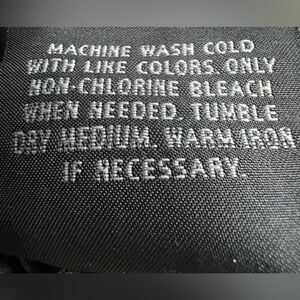 MACHINE WASH COLD
WITH LIKE COLORS. ONLY
NON-CHLORINE BLEACH
WHEN NEEDED. TUMBLE
DRY MEDIUM. WARM IRON
IF NECESSARY.